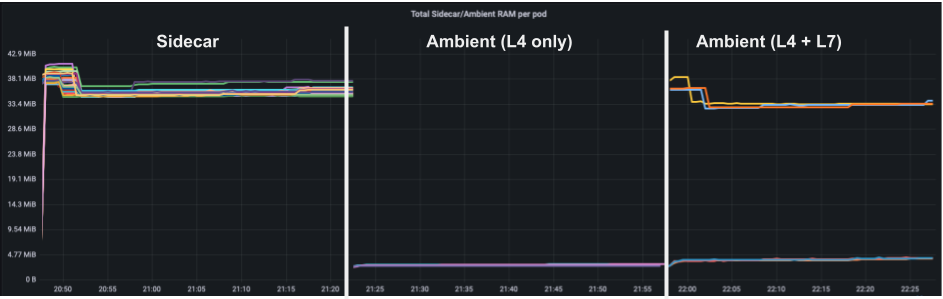 Total Sidecar/Ambient RAM per pod
Sidecar
Ambient (L4 only)
Ambient (L4 + L7)
42.9 MiB
38.1 MiB
33.4 MiB
28.6 MiB
23.8 MiB
19.1 MiB
14.3 MiB
9.54 MiB
4.77 MiB
0 B
20:50 20:55 21:00 21:05 21:10 21:15 21:20 21:25 21:30 21:35 21:40 21:45 21:50 21:55 22:00 22:05 22:10 22:15 22:20 22:25